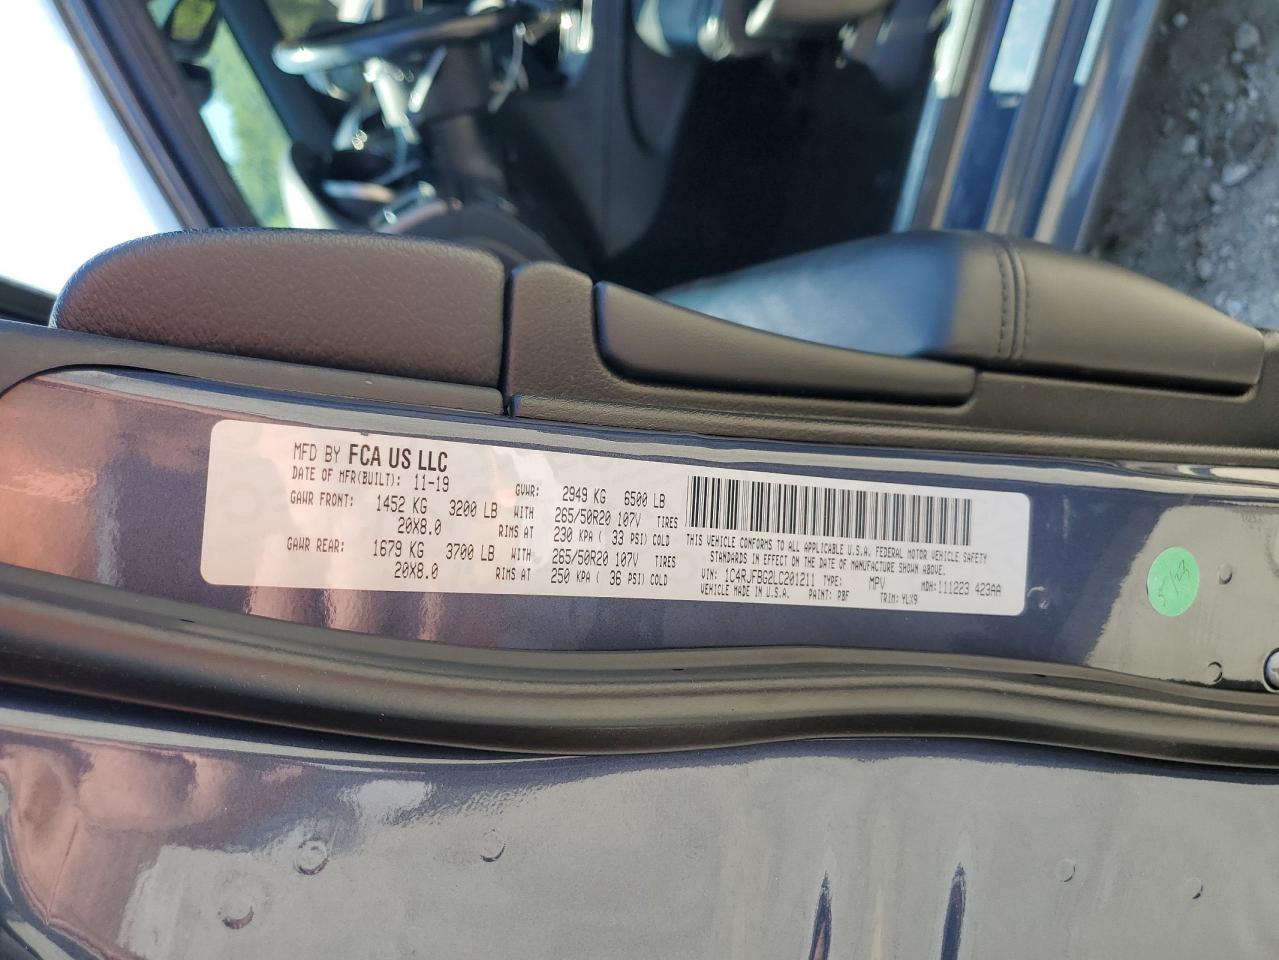 MFD BY FCA US LLC
DATE OF MFR(BUILT): 11-19 GVWR: 2949 KG 6500 LB
GAWR FRONT: 1452 KG 3200 LB WITH 265/50R20 107V TIRES
20X8.0 RIMS AT 230 KPA ( 33 PSI) COLD
GAWR REAR: 1679 KG 3700 LB WITH 265/50R20 107V TIRES
20X8.0 RIMS AT 250 KPA ( 36 PSI) COLD
THIS VEHICLE CONFORMS TO ALL APPLICABLE U.S.A. FEDERAL MOTOR VEHICLE SAFETY
STANDARDS IN EFFECT ON THE DATE OF MANUFACTURE SHOWN ABOVE.
VIN: 1C4RJFBG2LC201211 TYPE: MPV MDH: 111223 423AA
VEHICLE MADE IN U.S.A. PAINT: PBF TRIM: YLX9